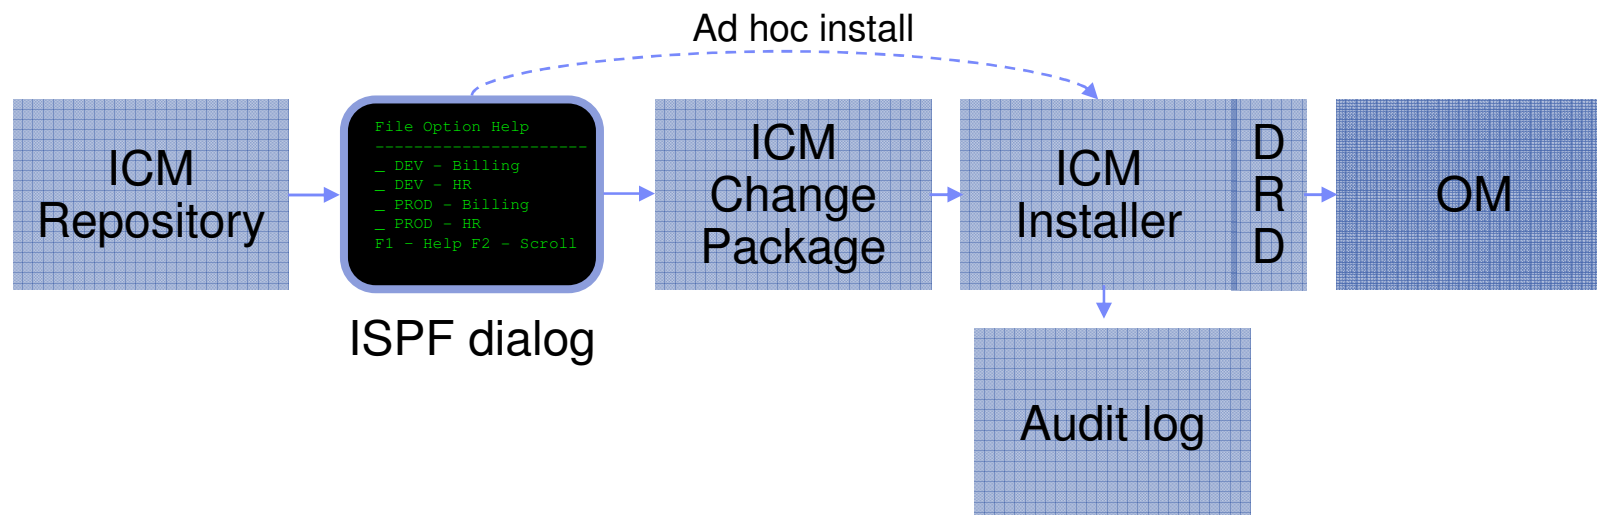 Ad hoc install
ICM
Repository
File Option Help
----------------------
_ DEV - Billing
_ DEV - HR
_ PROD - Billing
_ PROD - HR
F1 - Help F2 - Scroll
ISPF dialog
ICM
Change
Package
ICM
Installer
D
R
D
OM
Audit log